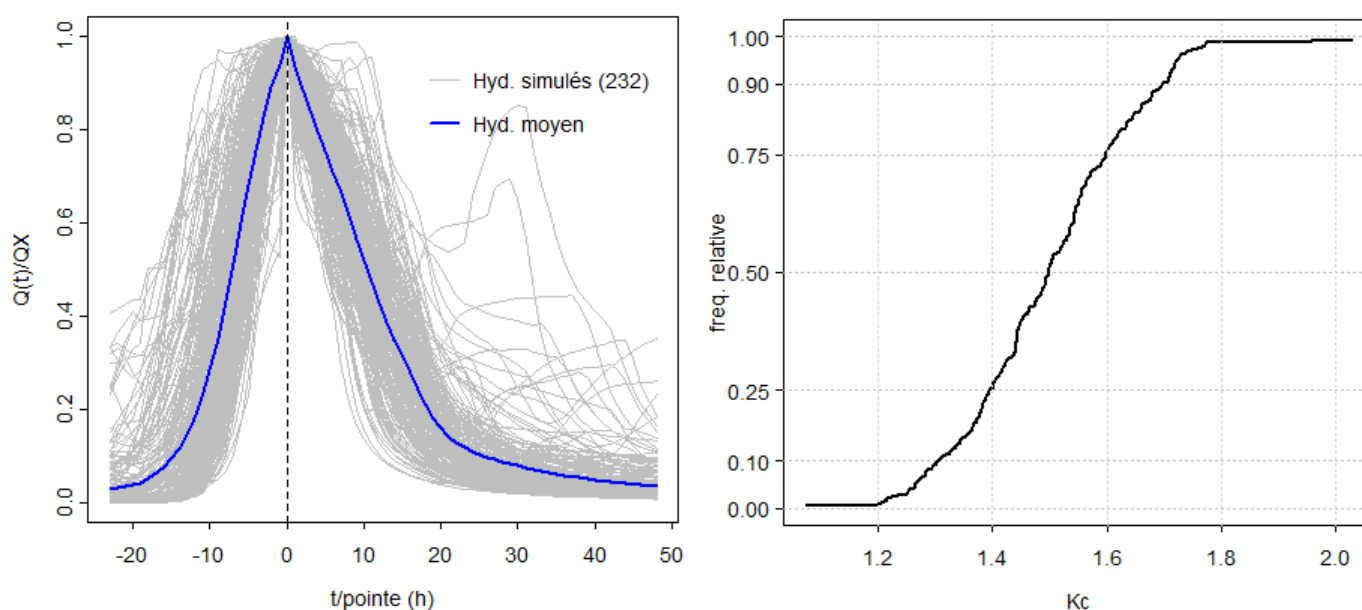 Q(t)/QX
1.0
0.8
0.6
0.4
0.2
0.0
Hyd. simulés (232)
Hyd. moyen
-20 -10 0 10 20 30 40 50
t/pointe (h)
freq. relative
1.00
0.90
0.75
0.50
0.25
0.10
0.00
1.2 1.4 1.6 1.8 2.0
Kc